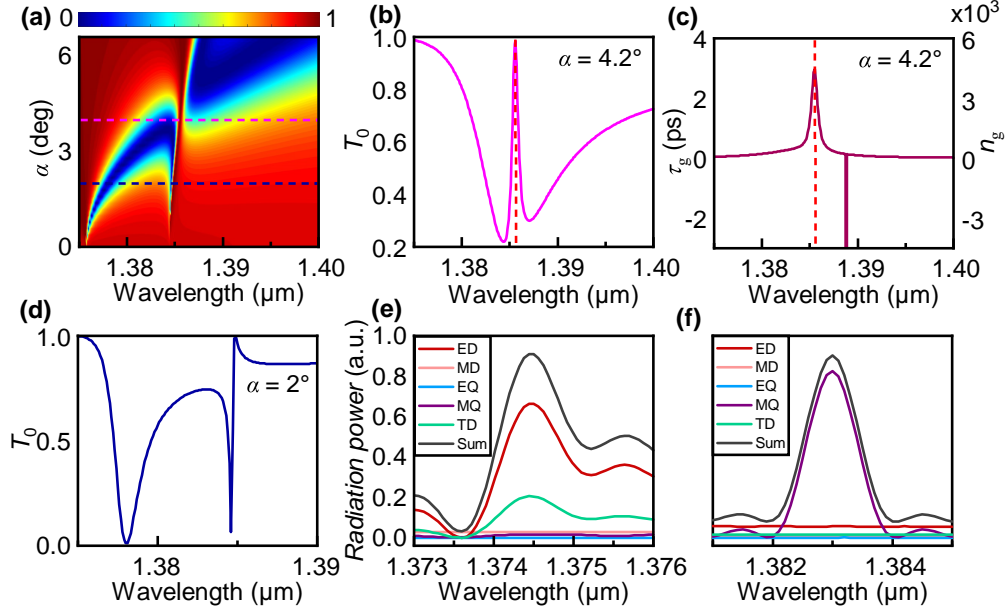 (a)
0
1
6
3
0
α (deg)
1.38
1.39
1.40
Wavelength (μm)
(b)
α = 4.2°
1.0
0.8
0.6
0.4
0.2
T0
1.38
1.39
1.40
Wavelength (μm)
(c)
x10³
α = 4.2°
4
2
0
-2
τg (ps)
6
3
0
-3
ng
1.38
1.39
1.40
Wavelength (μm)
(d)
α = 2°
1.0
0.5
0.0
T0
1.38
1.39
Wavelength (μm)
(e)
ED
MD
EQ
MQ
TD
Sum
1.0
0.8
0.6
0.4
0.2
0.0
Radiation power (a.u.)
1.373
1.374
1.375
1.376
Wavelength (μm)
(f)
ED
MD
EQ
MQ
TD
Sum
1.382
1.384
Wavelength (μm)